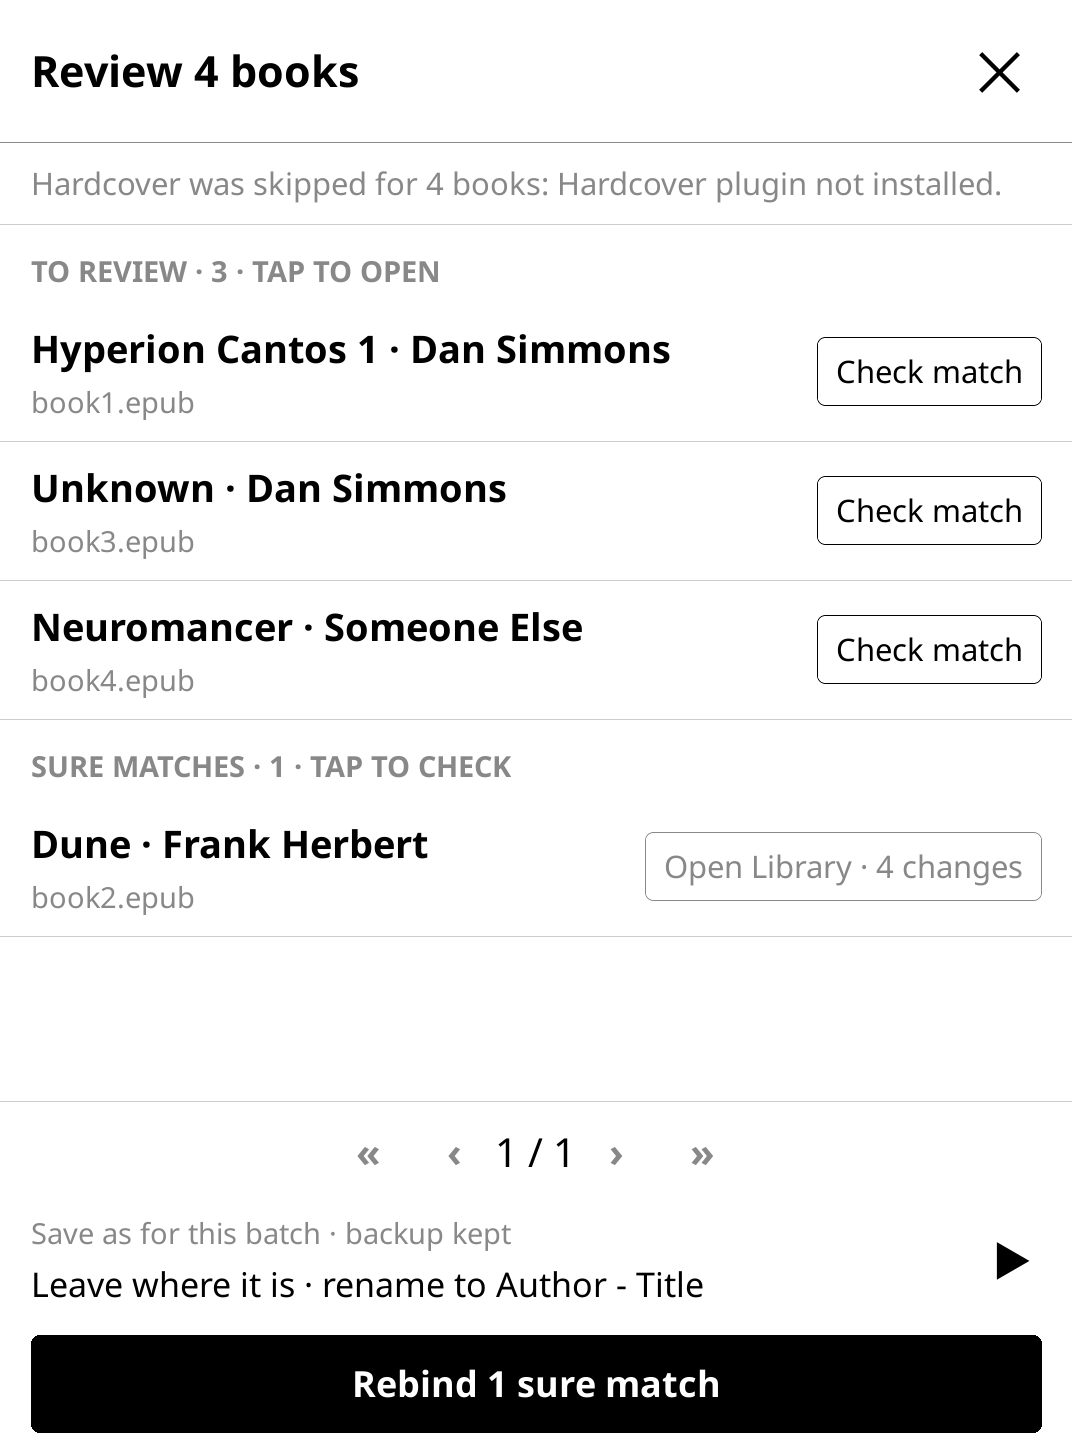 Review 4 books
Hardcover was skipped for 4 books: Hardcover plugin not installed.
TO REVIEW · 3 · TAP TO OPEN
Hyperion Cantos 1 · Dan Simmons
Check match
book1.epub
Unknown · Dan Simmons
Check match
book3.epub
Neuromancer · Someone Else
Check match
book4.epub
SURE MATCHES · 1 · TAP TO CHECK
Dune · Frank Herbert
Open Library · 4 changes
book2.epub
« ‹ 1 / 1 › »
Save as for this batch · backup kept
Leave where it is · rename to Author - Title
Rebind 1 sure match